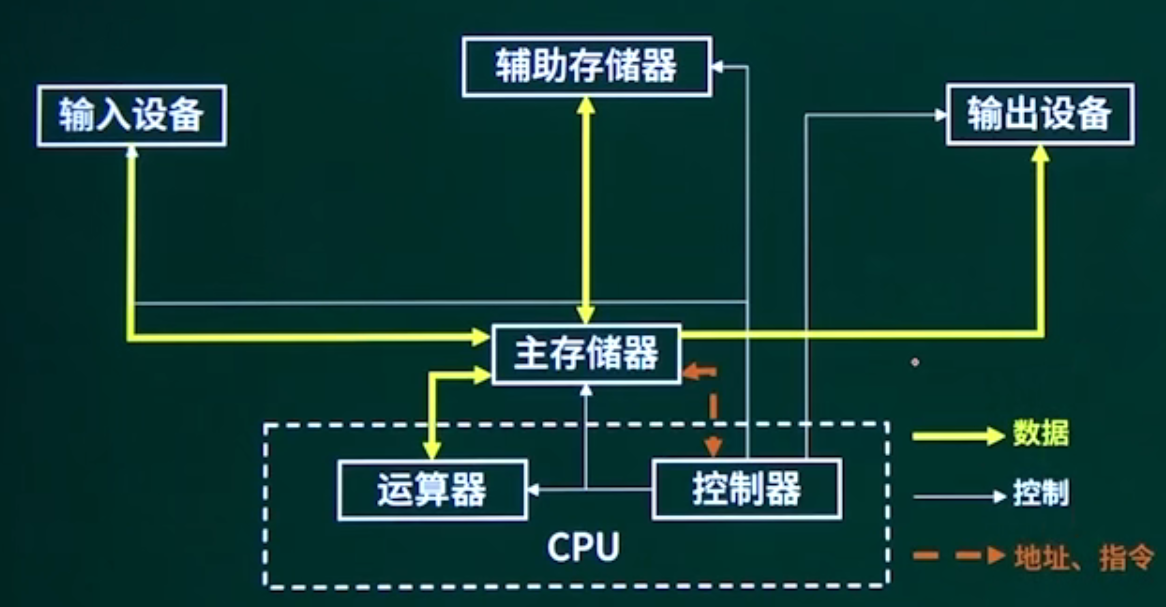 辅助存储器
输入设备
输出设备
主存储器
数据
运算器
控制器
控制
CPU
地址、指令